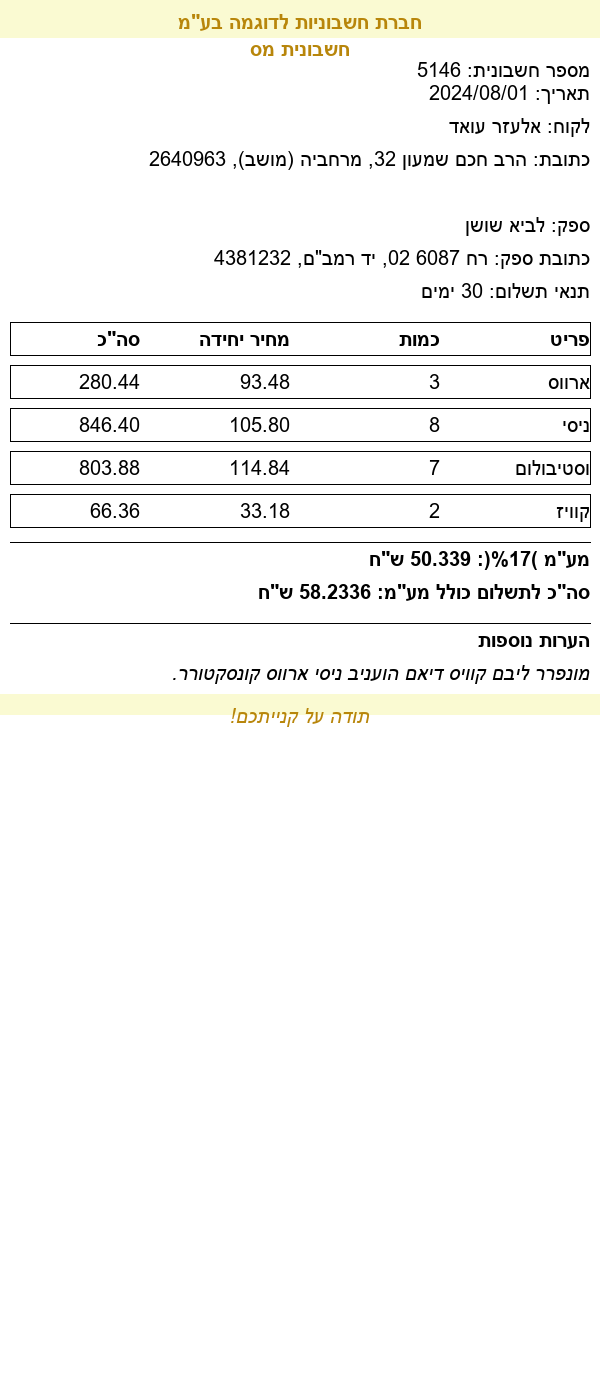 חברת חשבוניות לדוגמה בע"מ
חשבונית מס
מספר חשבונית: 5146
תאריך: 2024/08/01
לקוח: אלעזר עואד
כתובת: הרב חכם שמעון 32, מרחביה (מושב), 2640963
ספק: לביא שושן
כתובת ספק: רח 6087 02, יד רמב"ם, 4381232
תנאי תשלום: 30 ימים
פריט כמות מחיר יחידה סה"כ
ארווס 3 93.48 280.44
ניסי 8 105.80 846.40
וסטיבולום 7 114.84 803.88
קוויז 2 33.18 66.36
מע"מ )17%(: 50.339 ש"ח
סה"כ לתשלום כולל מע"מ: 58.2336 ש"ח
הערות נוספות
מונפרר ליבם קוויס דיאם הועניב ניסי ארווס קונסקטורר.
תודה על קנייתכם!